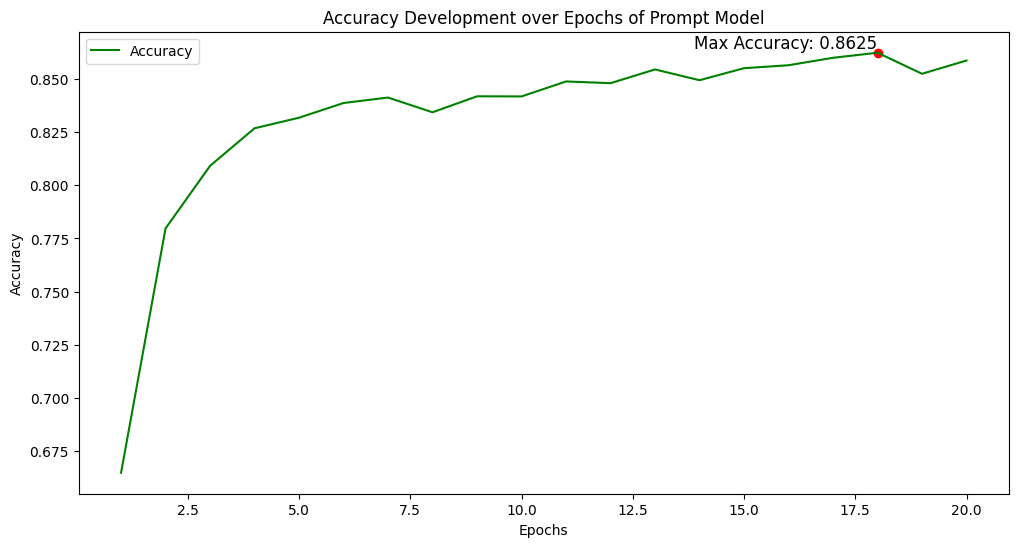 Accuracy Development over Epochs of Prompt Model
Accuracy
Max Accuracy: 0.8625
0.850
0.825
0.800
0.775
0.750
0.725
0.700
0.675
Accuracy
2.5 5.0 7.5 10.0 12.5 15.0 17.5 20.0
Epochs